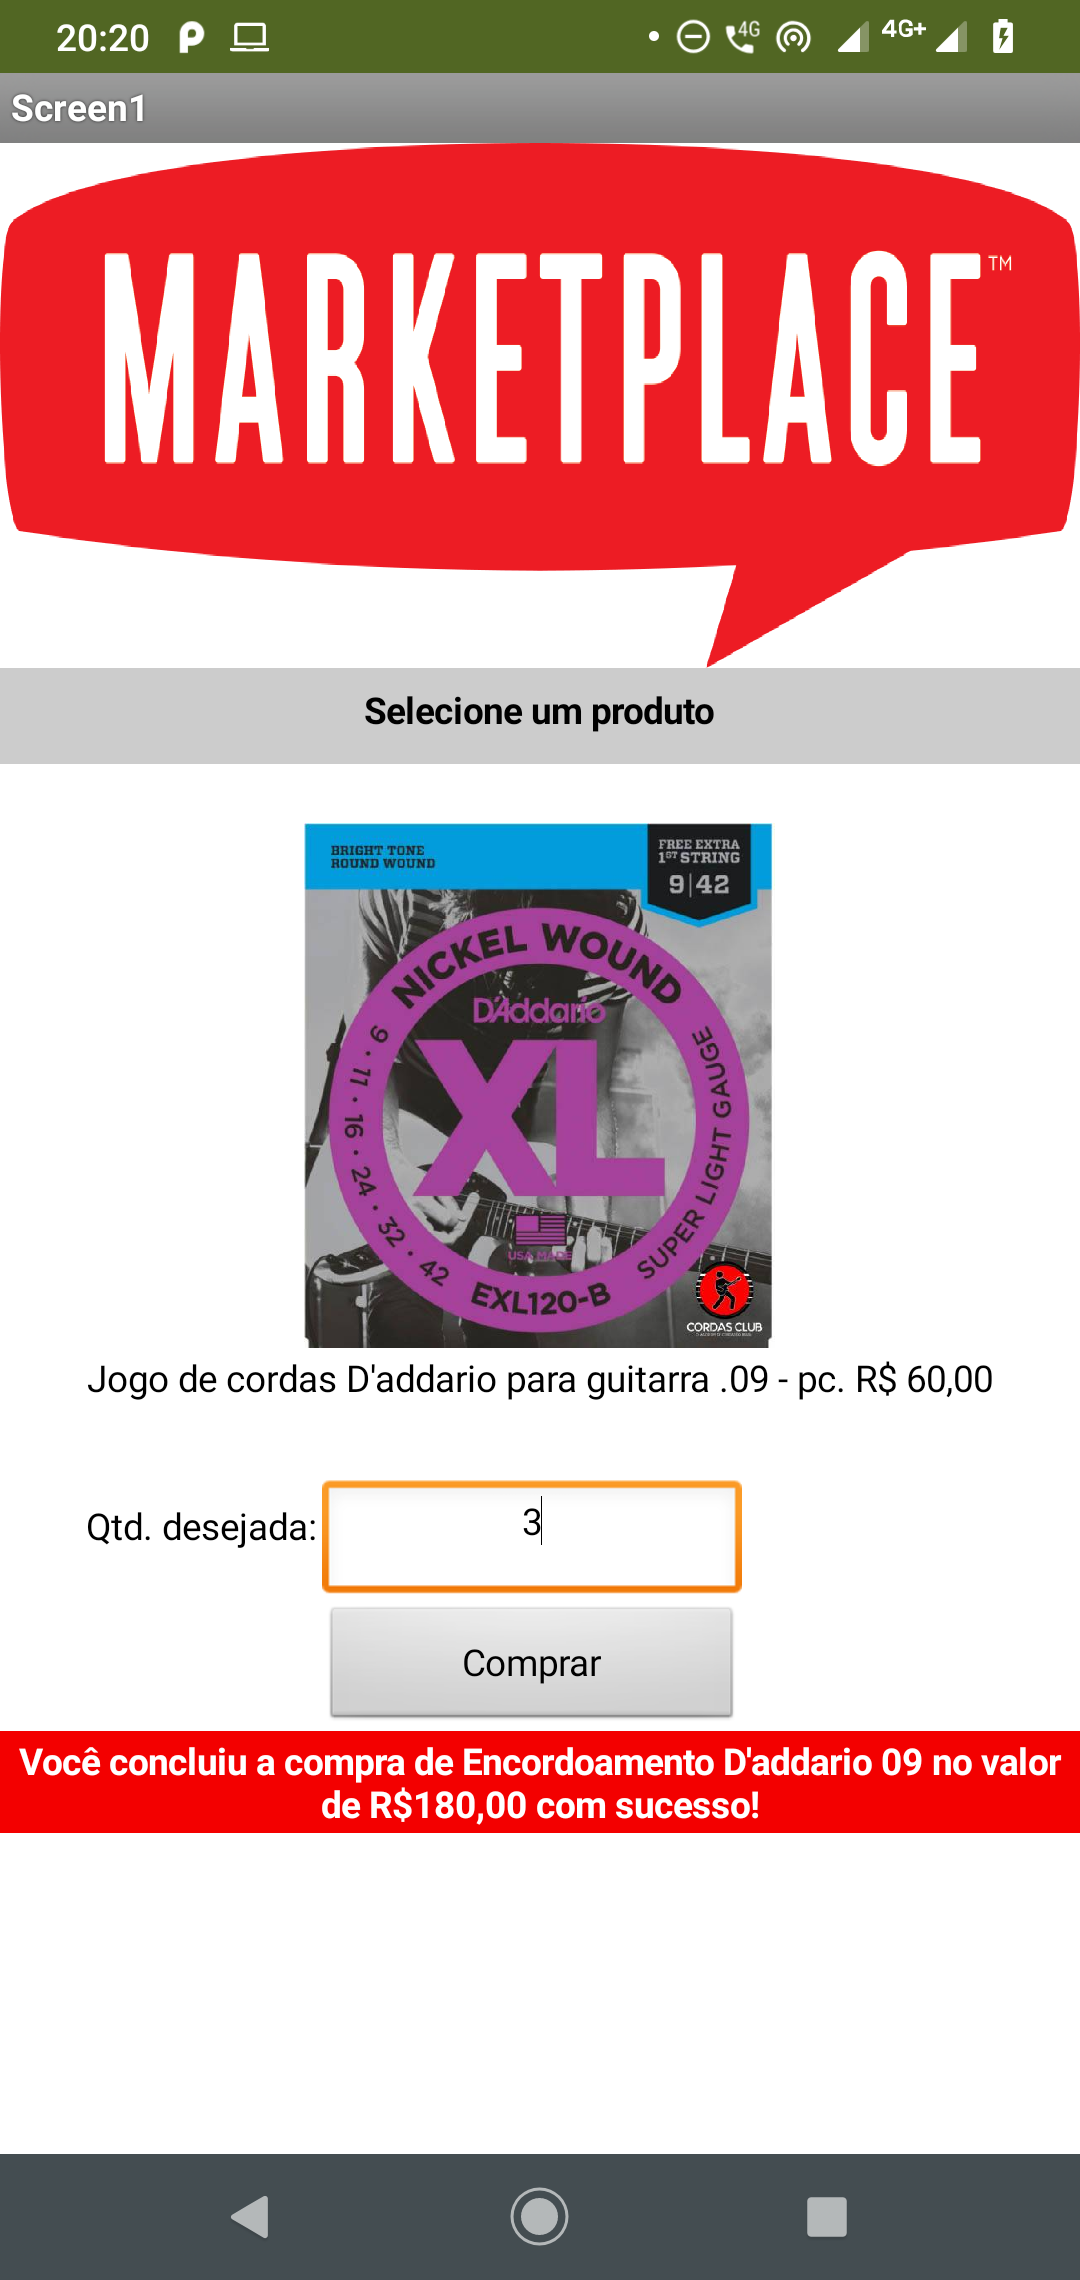 20:20
4G
4G+
Screen1
MARKETPLACE™
Selecione um produto
BRIGHT TONE
ROUND WOUND
FREE EXTRA
1ST STRING
9|42
NICKEL WOUND
D'Addario
XL
9 · 11 · 16 · 24 · 32 · 42
EXL120-B
SUPER LIGHT GAUGE
USA MADE
CORDAS CLUB
Jogo de cordas D'addario para guitarra .09 - pc. R$ 60,00
Qtd. desejada: 3
Comprar
Você concluiu a compra de Encordoamento D'addario 09 no valor
de R$180,00 com sucesso!